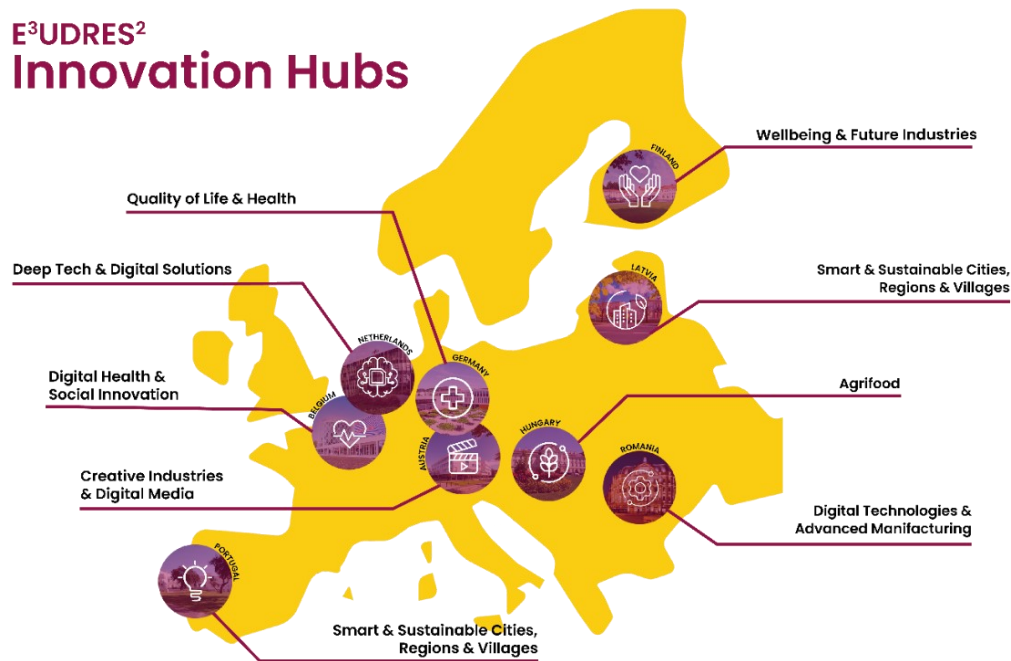 E³UDRES²
Innovation Hubs
Wellbeing & Future Industries
FINLAND
Quality of Life & Health
Deep Tech & Digital Solutions
LATVIA
Smart & Sustainable Cities,
Regions & Villages
NETHERLANDS
GERMANY
Digital Health &
Social Innovation
BELGIUM
Agrifood
HUNGARY
AUSTRIA
ROMANIA
Creative Industries
& Digital Media
Digital Technologies &
Advanced Manifacturing
PORTUGAL
Smart & Sustainable Cities,
Regions & Villages